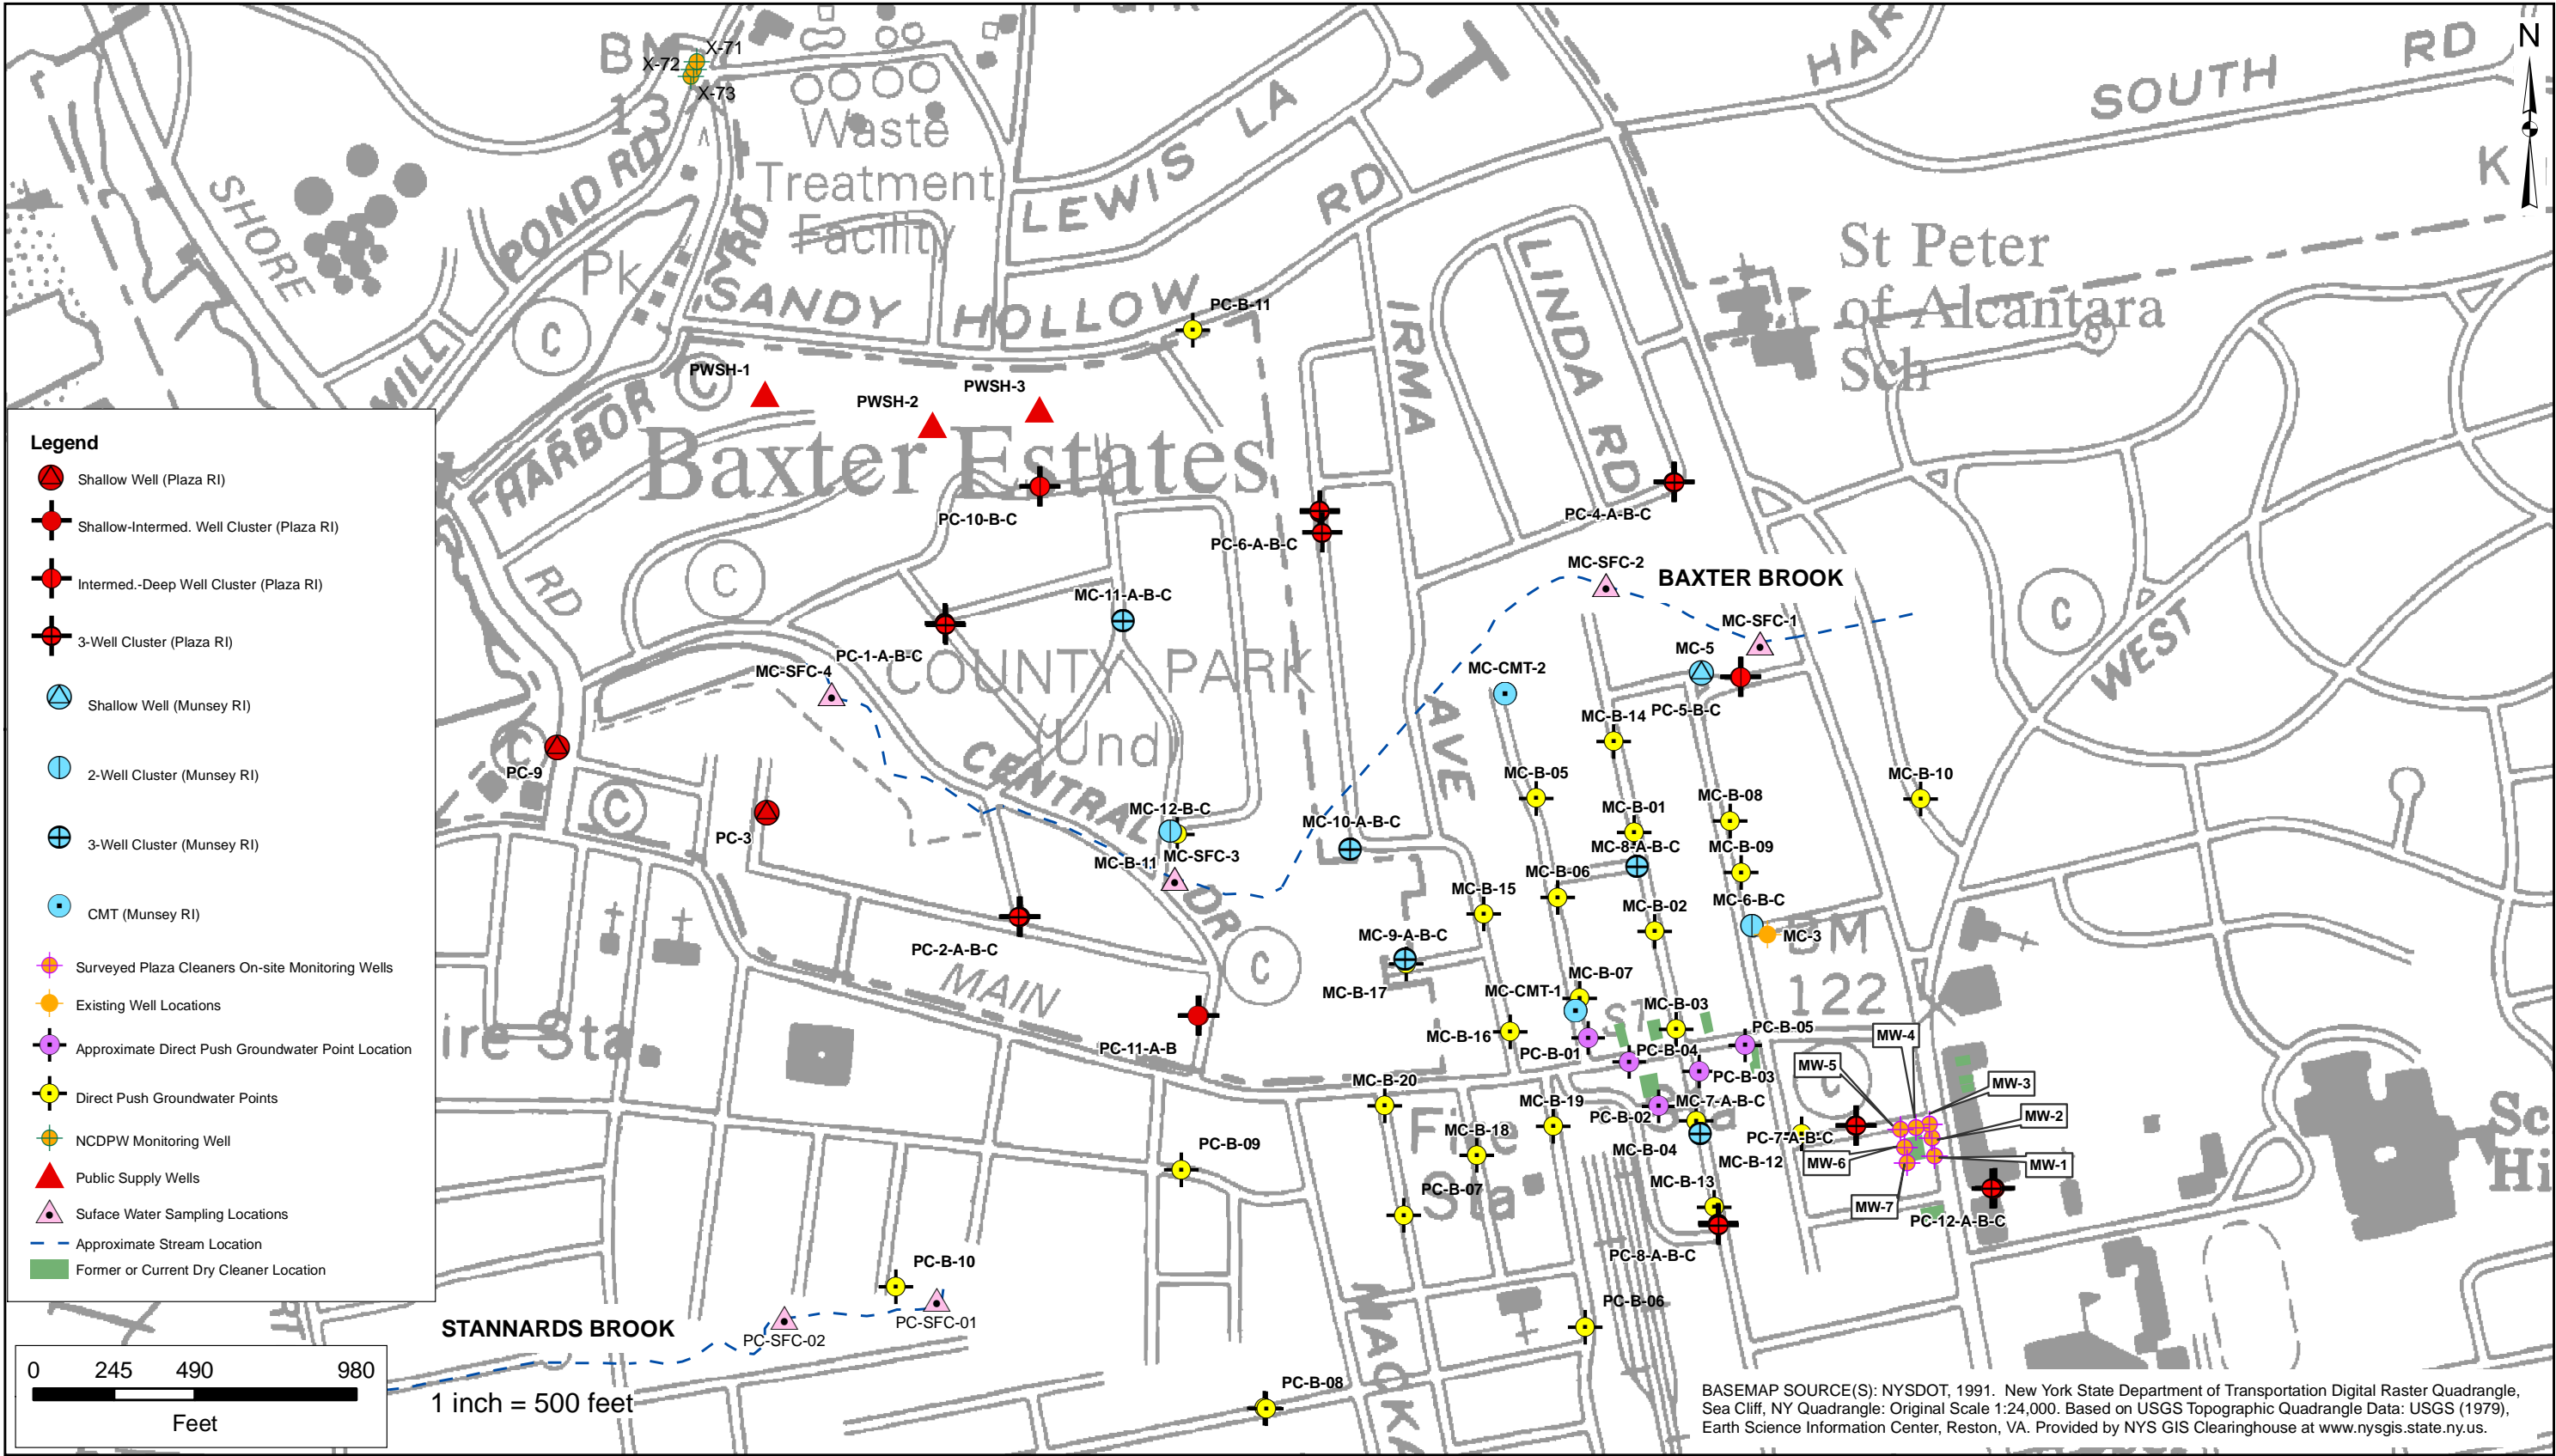 N
X-71
BM
X-72
X-73
13
Waste
Treatment
Facility
SHORE
POND RD
MILL
Pk
RD
SANDY HOLLOW RD
LEWIS LA
HAR
SOUTH RD
K
St Peter
of Alcantara
Sch
LINDA RD
IRMA
AVE
PC-B-11
PWSH-1
PWSH-2
PWSH-3
C
HARBOR
RD
Baxter Estates
PC-10-B-C
PC-6-A-B-C
PC-4-A-B-C
MC-SFC-2
BAXTER BROOK
C
MC-SFC-1
WEST
MC-11-A-B-C
PC-1-A-B-C
COUNTY PARK
(Und)
MC-SFC-4
MC-CMT-2
MC-5
PC-5-B-C
MC-B-14
CENTRAL
DR
PC-9
PC-3
MC-12-B-C
MC-B-11
MC-SFC-3
MC-10-A-B-C
MC-B-05
MC-B-01
MC-8-A-B-C
MC-B-08
MC-B-09
MC-B-10
MC-B-06
MC-B-15
MC-B-02
MC-6-B-C
MC-3
BM
122
PC-2-A-B-C
MAIN
MC-9-A-B-C
MC-B-17
MC-B-07
MC-CMT-1
ST
MC-B-03
PC-B-05
MC-B-16
PC-B-01
PC-B-04
PC-B-03
PC-11-A-B
ire Sta
MC-B-20
MC-B-19
PC-B-02
MC-7-A-B-C
MC-B-04
MC-B-12
PC-7-A-B-C
MC-B-18
Fire
Sta
PC-B-09
PC-B-07
MC-B-13
PC-8-A-B-C
MW-4
MW-5
MW-3
MW-2
MW-6
MW-1
MW-7
PC-12-A-B-C
Sc
Hi
PC-B-10
PC-SFC-01
PC-SFC-02
STANNARDS BROOK
PC-B-06
PC-B-08
MACKA
Legend
Shallow Well (Plaza RI)
Shallow-Intermed. Well Cluster (Plaza RI)
Intermed.-Deep Well Cluster (Plaza RI)
3-Well Cluster (Plaza RI)
Shallow Well (Munsey RI)
2-Well Cluster (Munsey RI)
3-Well Cluster (Munsey RI)
CMT (Munsey RI)
Surveyed Plaza Cleaners On-site Monitoring Wells
Existing Well Locations
Approximate Direct Push Groundwater Point Location
Direct Push Groundwater Points
NCDPW Monitoring Well
Public Supply Wells
Suface Water Sampling Locations
Approximate Stream Location
Former or Current Dry Cleaner Location
0 245 490 980
Feet
1 inch = 500 feet
BASEMAP SOURCE(S): NYSDOT, 1991. New York State Department of Transportation Digital Raster Quadrangle,
Sea Cliff, NY Quadrangle: Original Scale 1:24,000. Based on USGS Topographic Quadrangle Data: USGS (1979),
Earth Science Information Center, Reston, VA. Provided by NYS GIS Clearinghouse at www.nysgis.state.ny.us.